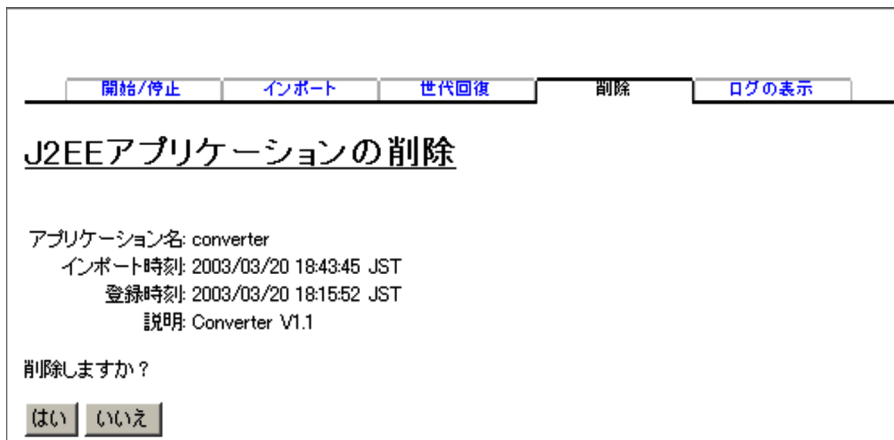 開始/停止 インポート 世代回復 削除 ログの表示
J2EEアプリケーションの削除
アプリケーション名: converter
インポート時刻: 2003/03/20 18:43:45 JST
登録時刻: 2003/03/20 18:15:52 JST
説明: Converter V1.1
削除しますか？
はい いいえ